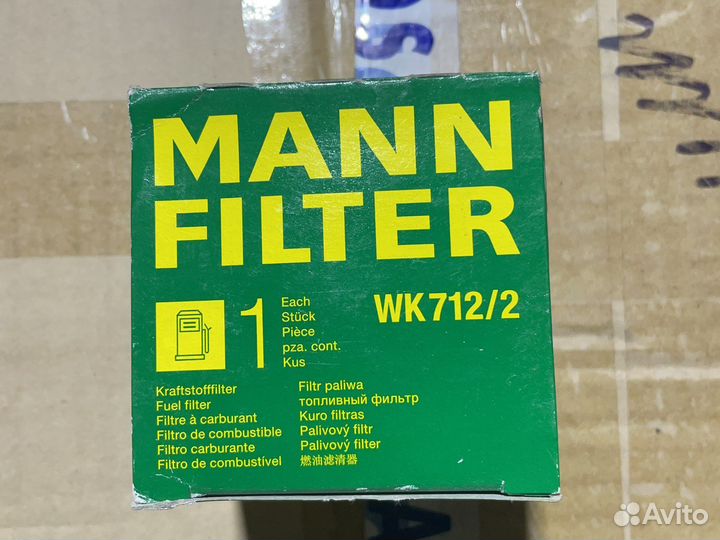 MANN
FILTER
1
Each
Stück
Pièce
pza. cont.
Kus
WK 712/2
Kraftstofffilter
Fuel filter
Filtre à carburant
Filtro de combustible
Filtro carburante
Filtro de combustível
Filtr paliwa
топливный фильтр
Kuro filtras
Palivový filtr
Palivový filter
燃油滤清器
Avito